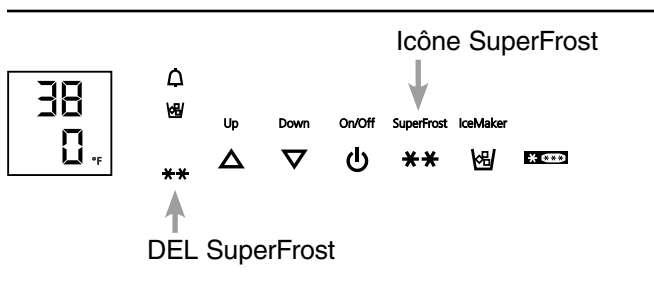 Icône SuperFrost
38
0 °F
Up Down On/Off SuperFrost IceMaker
DEL SuperFrost